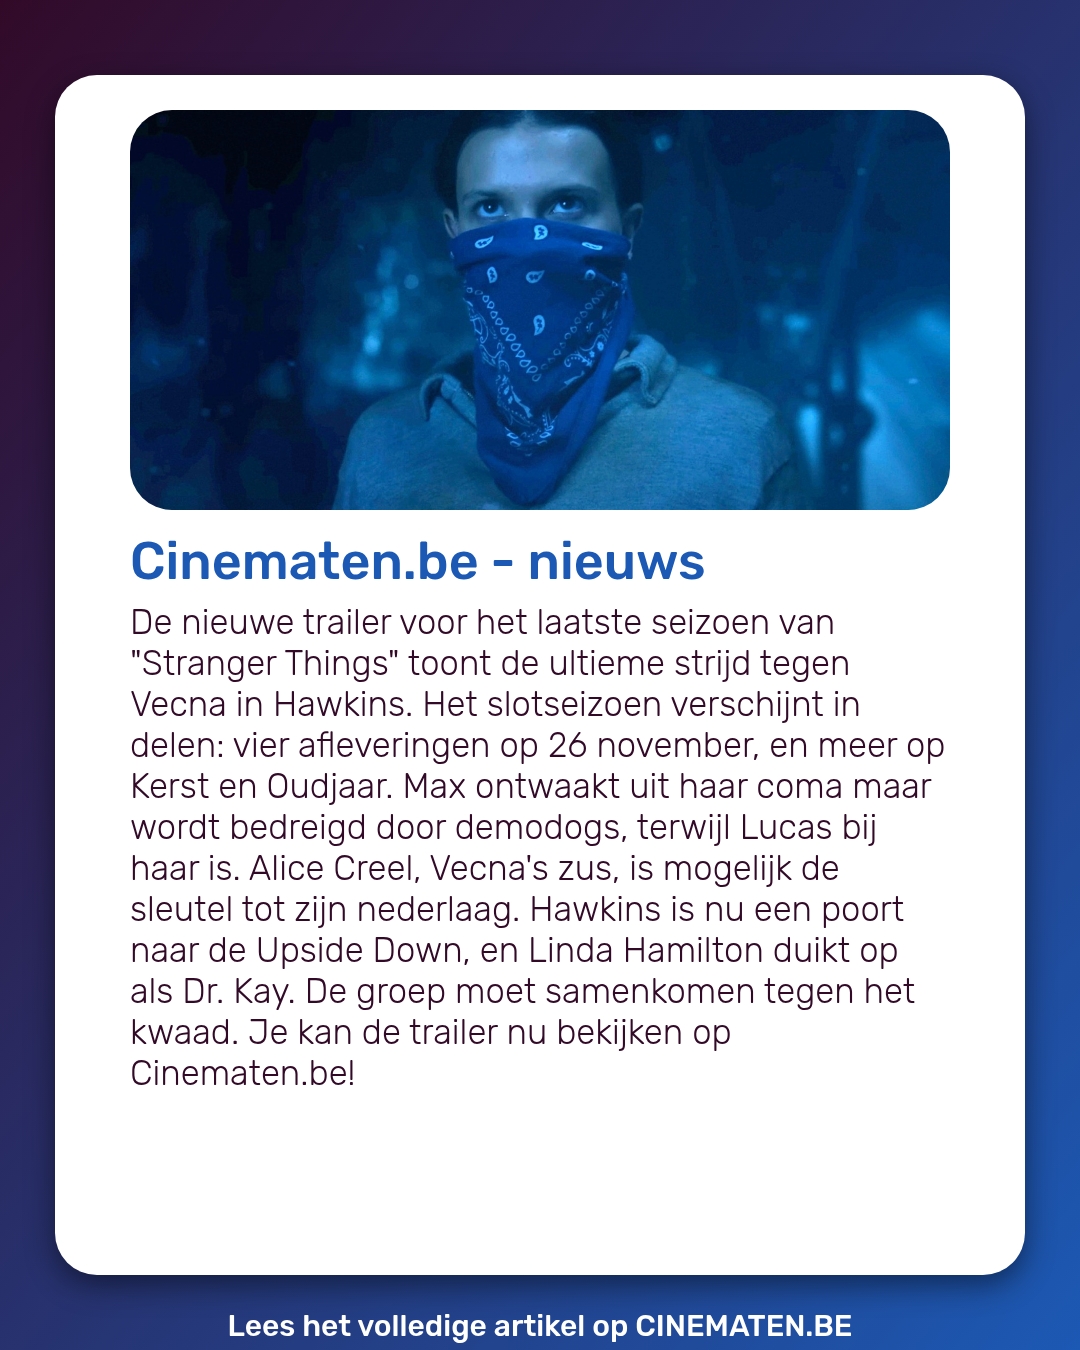 Cinematen.be - nieuws
De nieuwe trailer voor het laatste seizoen van
"Stranger Things" toont de ultieme strijd tegen
Vecna in Hawkins. Het slotseizoen verschijnt in
delen: vier afleveringen op 26 november, en meer op
Kerst en Oudjaar. Max ontwaakt uit haar coma maar
wordt bedreigd door demodogs, terwijl Lucas bij
haar is. Alice Creel, Vecna's zus, is mogelijk de
sleutel tot zijn nederlaag. Hawkins is nu een poort
naar de Upside Down, en Linda Hamilton duikt op
als Dr. Kay. De groep moet samenkomen tegen het
kwaad. Je kan de trailer nu bekijken op
Cinematen.be!
Lees het volledige artikel op CINEMATEN.BE